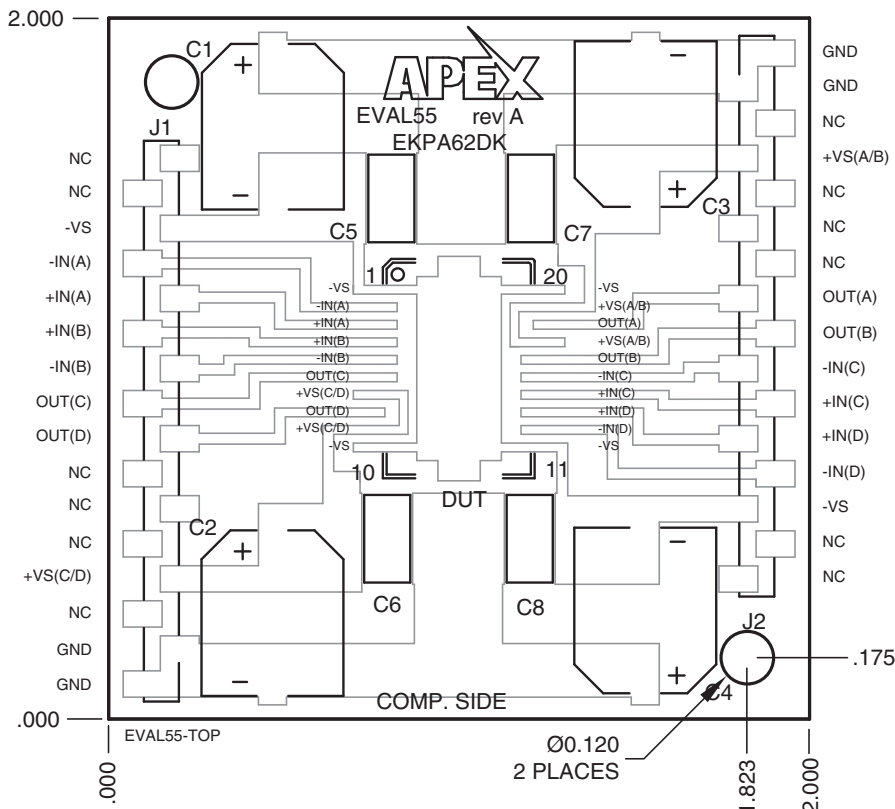 2.000
C1
+
APEX
-
J1
EVAL55 rev A
EKPA62DK
GND
GND
NC
+VS(A/B)
NC
NC
NC
OUT(A)
OUT(B)
-IN(C)
+IN(C)
+IN(D)
-IN(D)
-VS
NC
NC
NC
NC
-VS
-IN(A)
+IN(A)
+IN(B)
-IN(B)
OUT(C)
OUT(D)
NC
NC
NC
+VS(C/D)
NC
GND
GND
-
+
C5
C7
C3
1
20
-VS
-IN(A)
+IN(A)
+IN(B)
-IN(B)
OUT(C)
+VS(C/D)
OUT(D)
+VS(C/D)
-VS
-VS
+VS(A/B)
OUT(A)
+VS(A/B)
OUT(B)
-IN(C)
+IN(C)
+IN(D)
-IN(D)
-VS
10
11
DUT
C2
+
-
C6
C8
J2
-
+
C4
.175
COMP. SIDE
.000
EVAL55-TOP
Ø0.120
2 PLACES
.000
1.823
2.000